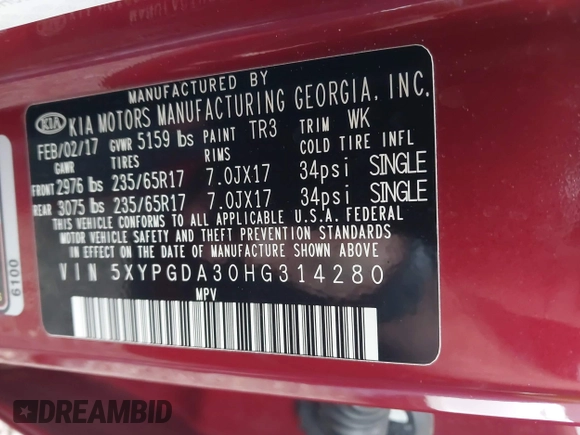 MANUFACTURED BY
KIA KIA MOTORS MANUFACTURING GEORGIA, INC.
FEB/02/17 GVWR 5159 lbs PAINT TR3 TRIM WK
GAWR TIRES RIMS COLD TIRE INFL
FRONT 2976 lbs 235/65R17 7.0JX17 34psi SINGLE
REAR 3075 lbs 235/65R17 7.0JX17 34psi SINGLE
THIS VEHICLE CONFORMS TO ALL APPLICABLE U.S.A. FEDERAL
MOTOR VEHICLE SAFETY AND THEFT PREVENTION STANDARDS
IN EFFECT ON THE DATE OF MANUFACTURE SHOWN ABOVE.
VIN 5XYPGDA30HG314280
MPV
6100
DREAMBID